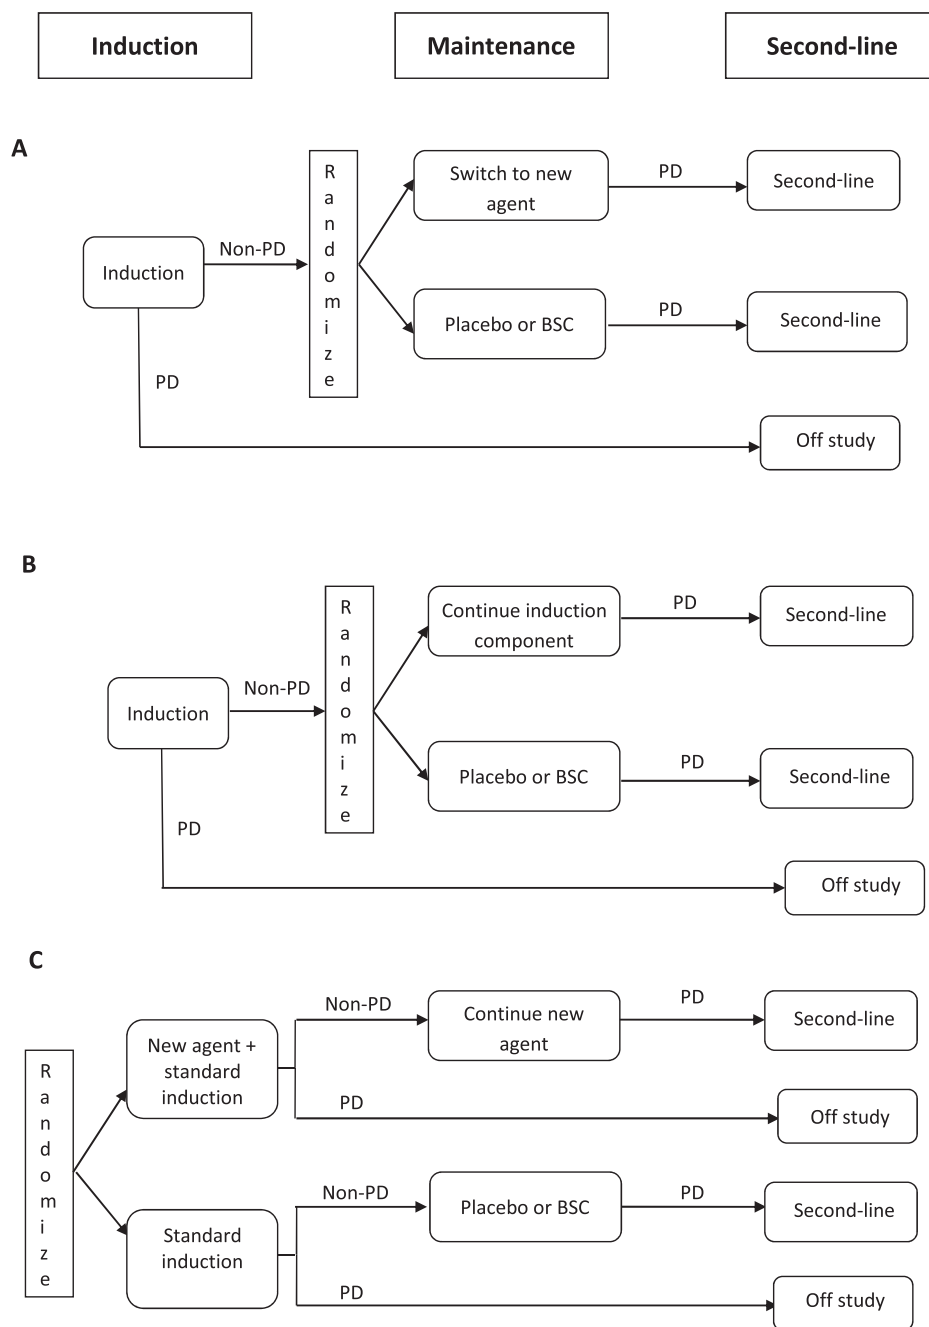 Induction
Maintenance
Second-line
A
Induction
Non-PD
PD
Randomize
Switch to new
agent
PD
Second-line
Placebo or BSC
PD
Second-line
Off study
B
Induction
Non-PD
PD
Randomize
Continue induction
component
PD
Second-line
Placebo or BSC
PD
Second-line
Off study
C
Randomize
New agent +
standard
induction
Non-PD
Continue new
agent
PD
Second-line
PD
Off study
Standard
induction
Non-PD
Placebo or BSC
PD
Second-line
PD
Off study